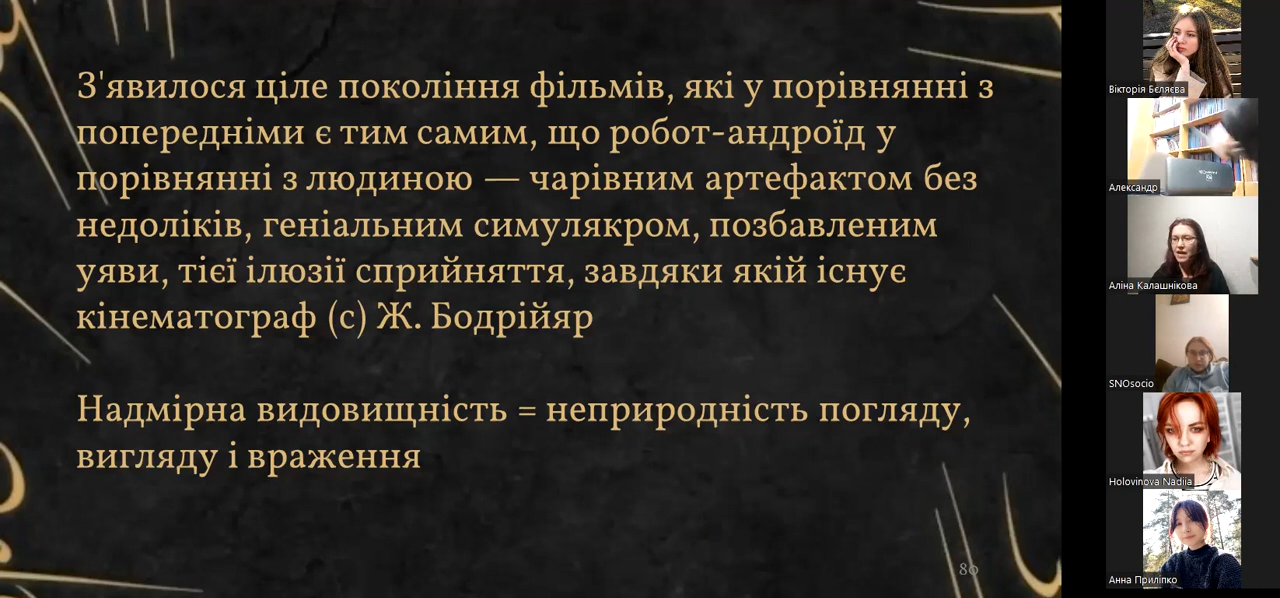 З'явилося ціле покоління фільмів, які у порівнянні з
попередніми є тим самим, що робот-андроїд у
порівнянні з людиною — чарівним артефактом без
недоліків, геніальним симулякром, позбавленим
уяви, тієї ілюзії сприйняття, завдяки якій існує
кінематограф (с) Ж. Бодрійяр
Надмірна видовищність = неприродність погляду,
вигляду і враження
80
Вікторія Бєляєва
Александр
Аліна Калашнікова
SNOsocio
Holovinova Nadiia
Анна Приліпко